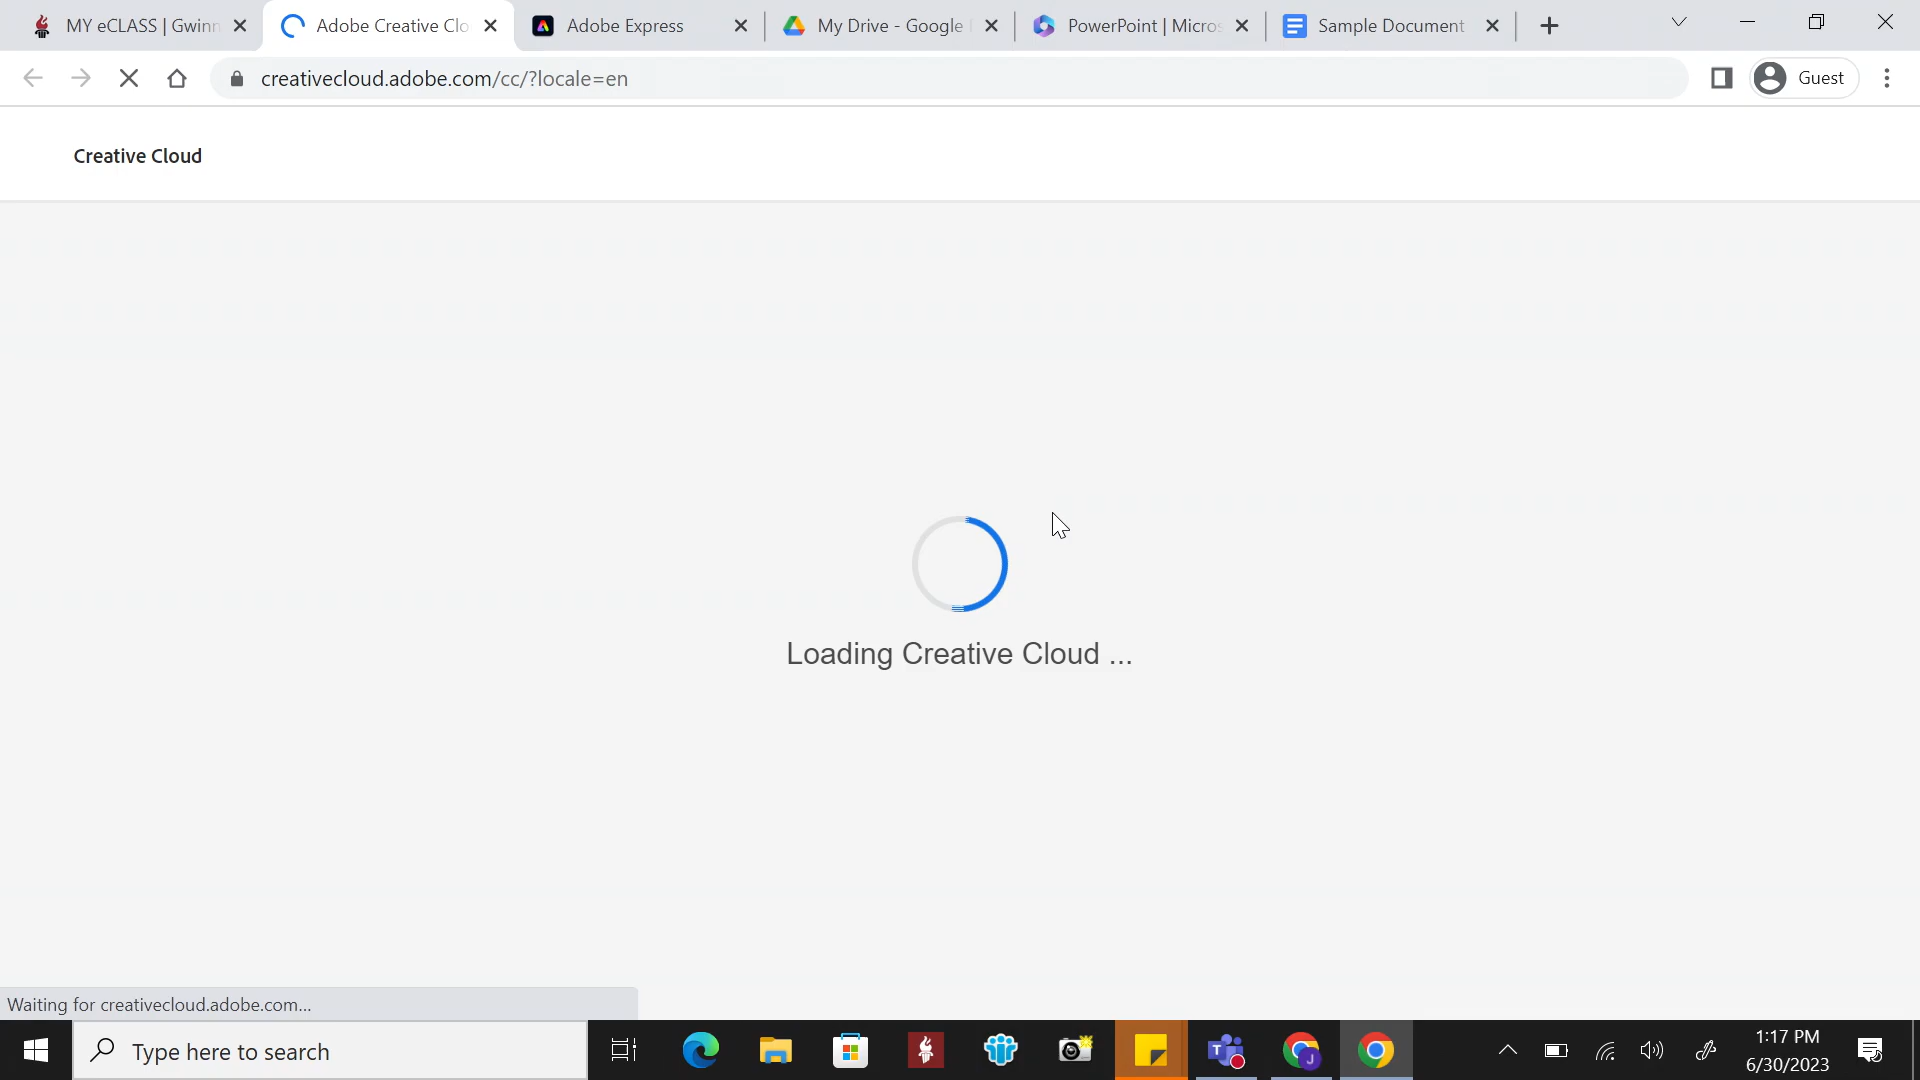 MY eCLASS | Gwinn
Adobe Creative Clo
Adobe Express
My Drive - Google
PowerPoint | Micros
Sample Document
creativecloud.adobe.com/cc/?locale=en
Guest
Creative Cloud
Loading Creative Cloud ...
Waiting for creativecloud.adobe.com...
Type here to search
T
J
1:17 PM
6/30/2023